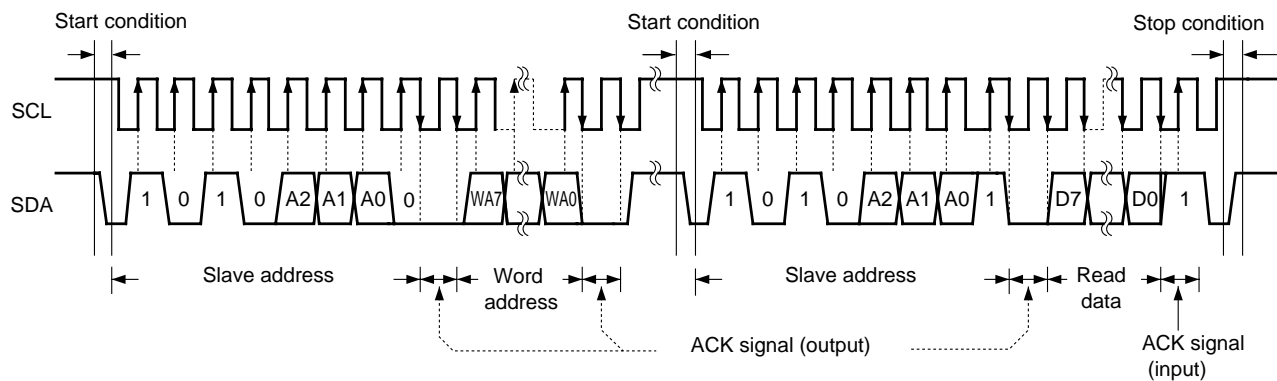 Start condition Start condition Stop condition
SCL
SDA 1 0 1 0 A2 A1 A0 0 WA7 WA0 1 0 1 0 A2 A1 A0 1 D7 D0 1
Slave address Word address Slave address Read data
ACK signal (output) ACK signal (input)